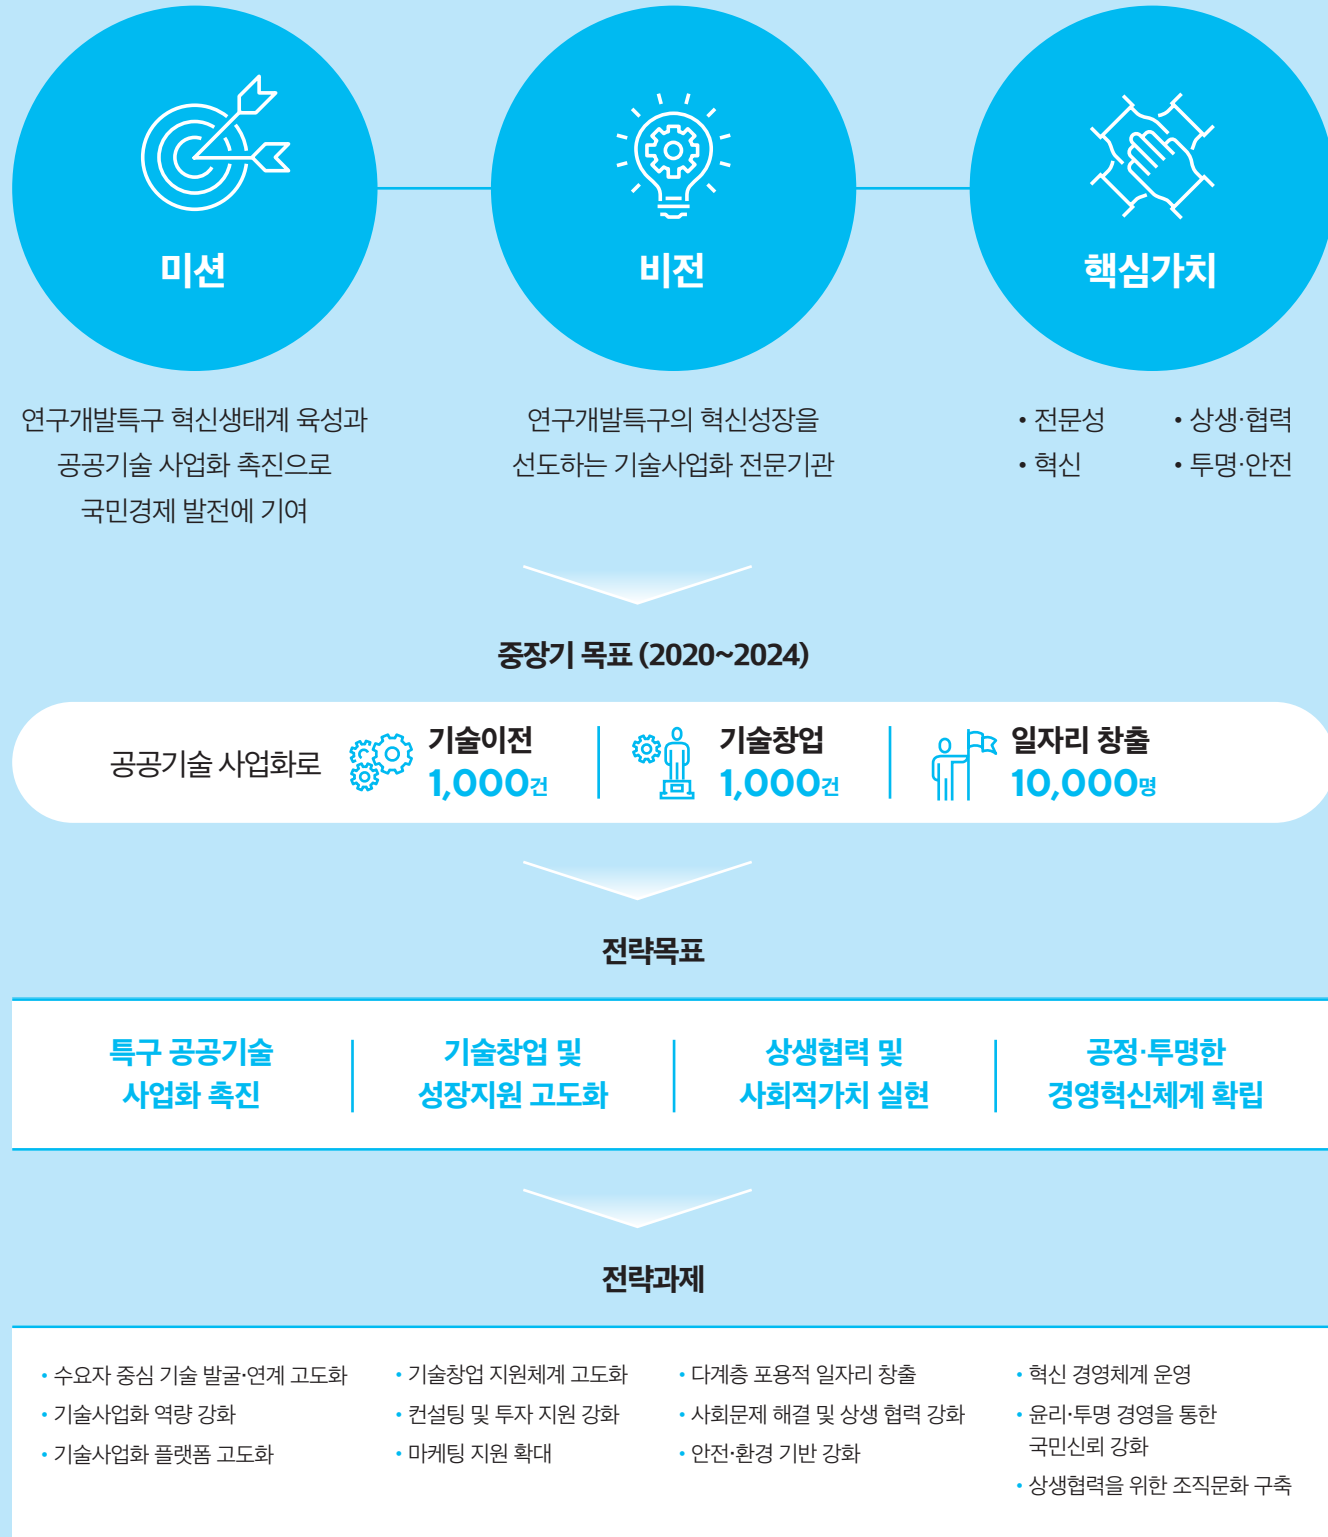 미션
비전
핵심가치
연구개발특구 혁신생태계 육성과
공공기술 사업화 촉진으로
국민경제 발전에 기여
연구개발특구의 혁신성장을
선도하는 기술사업화 전문기관
• 전문성
• 상생·협력
• 혁신
• 투명·안전
중장기 목표 (2020~2024)
공공기술 사업화로
기술이전
1,000건
기술창업
1,000건
일자리 창출
10,000명
전략목표
특구 공공기술
사업화 촉진
기술창업 및
성장지원 고도화
상생협력 및
사회적가치 실현
공정·투명한
경영혁신체계 확립
전략과제
• 수요자 중심 기술 발굴·연계 고도화
• 기술사업화 역량 강화
• 기술사업화 플랫폼 고도화
• 기술창업 지원체계 고도화
• 컨설팅 및 투자 지원 강화
• 마케팅 지원 확대
• 다계층 포용적 일자리 창출
• 사회문제 해결 및 상생 협력 강화
• 안전·환경 기반 강화
• 혁신 경영체계 운영
• 윤리·투명 경영을 통한
국민신뢰 강화
• 상생협력을 위한 조직문화 구축